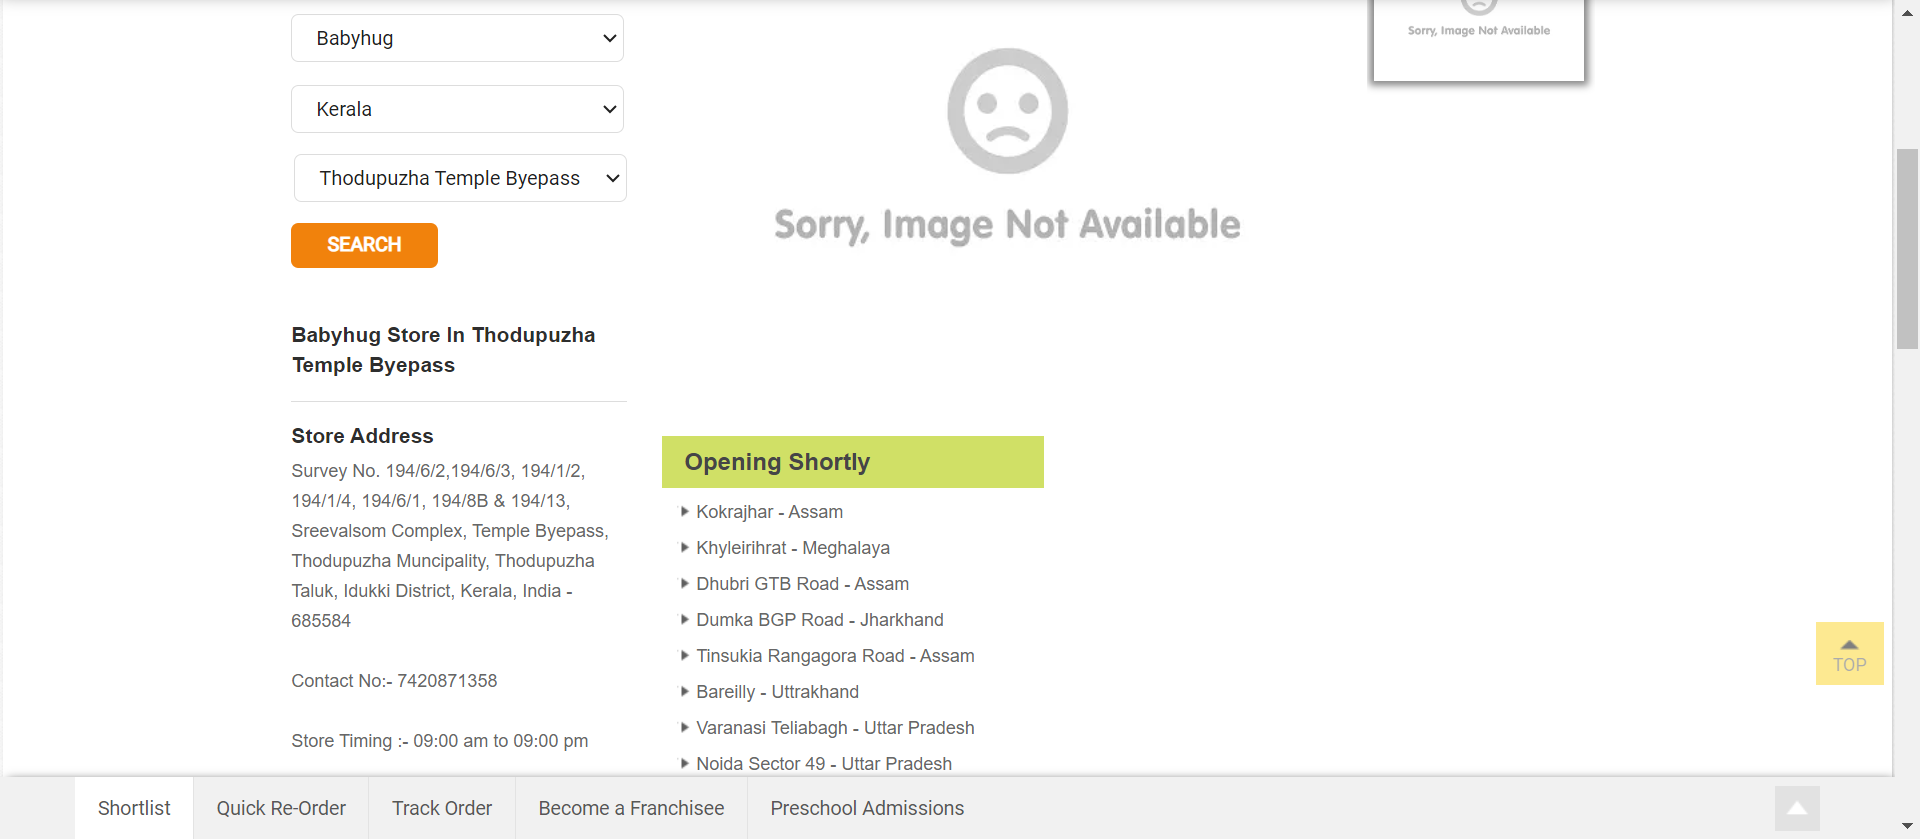 Babyhug
Kerala
Thodupuzha Temple Byepass
SEARCH
Babyhug Store In Thodupuzha
Temple Byepass
Store Address
Survey No. 194/6/2,194/6/3, 194/1/2,
194/1/4, 194/6/1, 194/8B & 194/13,
Sreevalsom Complex, Temple Byepass,
Thodupuzha Muncipality, Thodupuzha
Taluk, Idukki District, Kerala, India -
685584
Contact No:- 7420871358
Store Timing :- 09:00 am to 09:00 pm
Sorry, Image Not Available
Sorry, Image Not Available
Opening Shortly
Kokrajhar - Assam
Khyleirihrat - Meghalaya
Dhubri GTB Road - Assam
Dumka BGP Road - Jharkhand
Tinsukia Rangagora Road - Assam
Bareilly - Uttrakhand
Varanasi Teliabagh - Uttar Pradesh
Noida Sector 49 - Uttar Pradesh
TOP
Shortlist
Quick Re-Order
Track Order
Become a Franchisee
Preschool Admissions